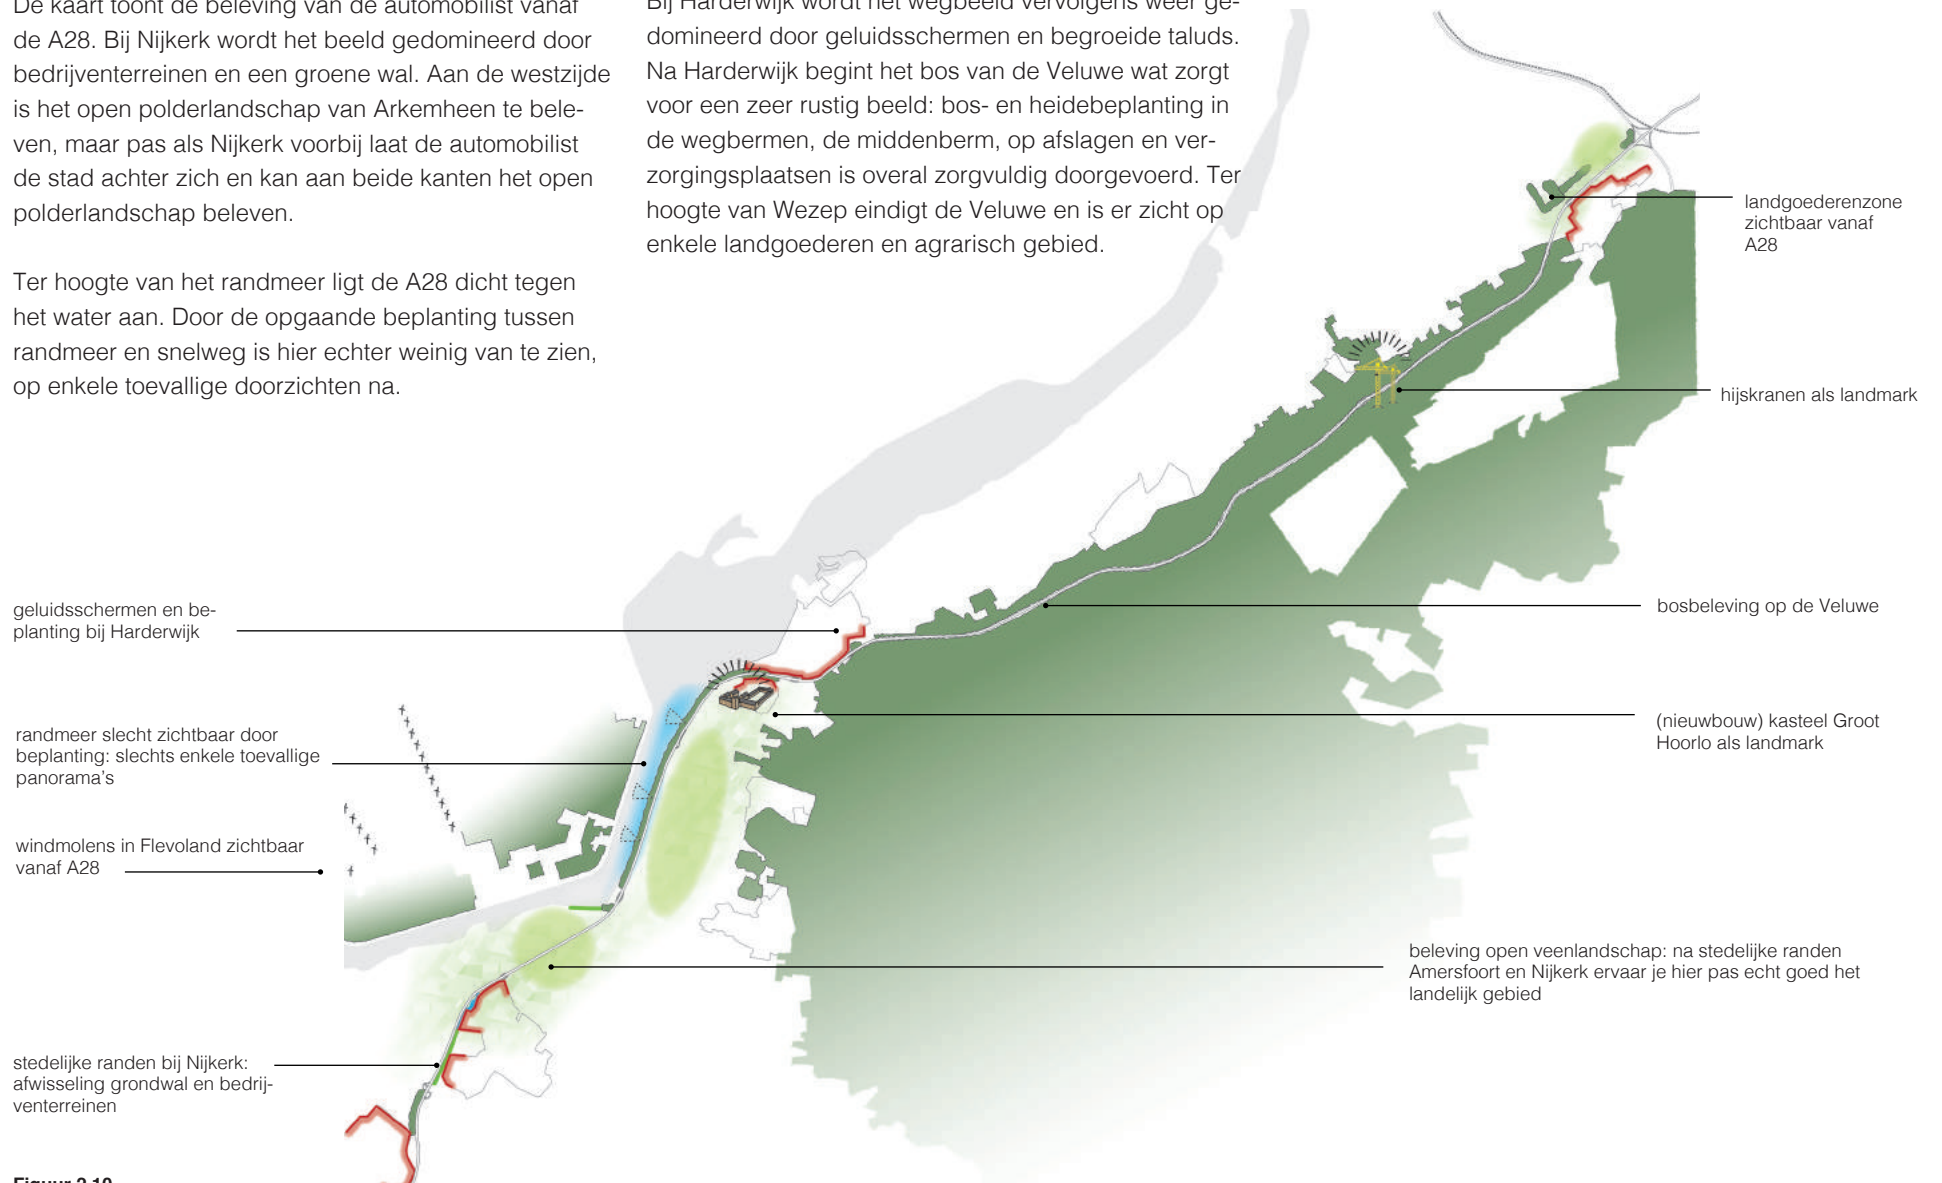 De kaart toont de beleving van de automobilist vanaf
de A28. Bij Nijkerk wordt het beeld gedomineerd door
bedrijventerreinen en een groene wal. Aan de westzijde
is het open polderlandschap van Arkemheen te bele-
ven, maar pas als Nijkerk voorbij laat de automobilist
de stad achter zich en kan aan beide kanten het open
polderlandschap beleven.
Ter hoogte van het randmeer ligt de A28 dicht tegen
het water aan. Door de opgaande beplanting tussen
randmeer en snelweg is hier echter weinig van te zien,
op enkele toevallige doorzichten na.
Bij Harderwijk wordt het wegbeeld vervolgens weer ge-
domineerd door geluidsschermen en begroeide taluds.
Na Harderwijk begint het bos van de Veluwe wat zorgt
voor een zeer rustig beeld: bos- en heidebeplanting in
de wegbermen, de middenberm, op afslagen en ver-
zorgingsplaatsen is overal zorgvuldig doorgevoerd. Ter
hoogte van Wezep eindigt de Veluwe en is er zicht op
enkele landgoederen en agrarisch gebied.
landgoederenzone
zichtbaar vanaf
A28
hijskranen als landmark
geluidsschermen en be-
planting bij Harderwijk
bosbeleving op de Veluwe
randmeer slecht zichtbaar door
beplanting: slechts enkele toevallige
panorama's
(nieuwbouw) kasteel Groot
Hoorlo als landmark
windmolens in Flevoland zichtbaar
vanaf A28
beleving open veenlandschap: na stedelijke randen
Amersfoort en Nijkerk ervaar je hier pas echt goed het
landelijk gebied
stedelijke randen bij Nijkerk:
afwisseling grondwal en bedrij-
venterreinen
Figuur 2.10